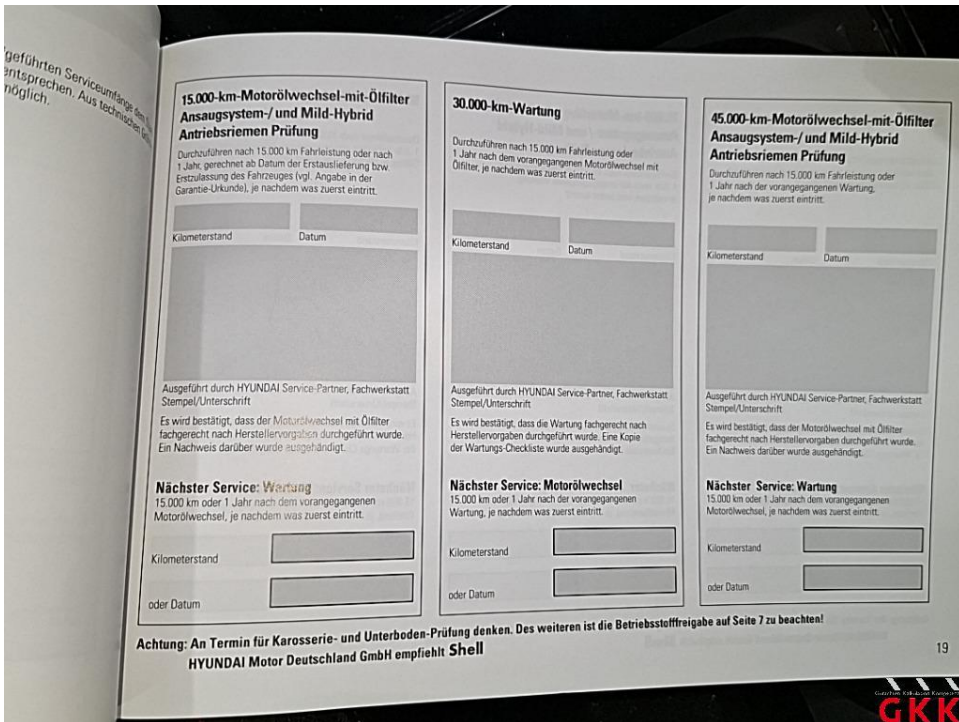 geführten Serviceumfänge dem
entsprechen. Aus technischen
möglich.
15.000-km-Motorölwechsel-mit-Ölfilter
Ansaugsystem-/ und Mild-Hybrid
Antriebsriemen Prüfung
Durchzuführen nach 15.000 km Fahrleistung oder nach
1 Jahr, gerechnet ab Datum der Erstauslieferung bzw.
Erstzulassung des Fahrzeuges (vgl. Angabe in der
Garantie-Urkunde), je nachdem was zuerst eintritt.
Kilometerstand Datum
Ausgeführt durch HYUNDAI Service-Partner, Fachwerkstatt
Stempel/Unterschrift
Es wird bestätigt, dass der Motorölwechsel mit Ölfilter
fachgerecht nach Herstellervorgaben durchgeführt wurde.
Ein Nachweis darüber wurde ausgehändigt.
Nächster Service: Wartung
15.000 km oder 1 Jahr nach dem vorangegangenen
Motorölwechsel, je nachdem was zuerst eintritt.
Kilometerstand
oder Datum
30.000-km-Wartung
Durchzuführen nach 15.000 km Fahrleistung oder
1 Jahr nach dem vorangegangenen Motorölwechsel mit
Ölfilter, je nachdem was zuerst eintritt.
Kilometerstand Datum
Ausgeführt durch HYUNDAI Service-Partner, Fachwerkstatt
Stempel/Unterschrift
Es wird bestätigt, dass die Wartung fachgerecht nach
Herstellervorgaben durchgeführt wurde. Eine Kopie
der Wartungs-Checkliste wurde ausgehändigt.
Nächster Service: Motorölwechsel
15.000 km oder 1 Jahr nach der vorangegangenen
Wartung, je nachdem was zuerst eintritt.
Kilometerstand
oder Datum
45.000-km-Motorölwechsel-mit-Ölfilter
Ansaugsystem-/ und Mild-Hybrid
Antriebsriemen Prüfung
Durchzuführen nach 15.000 km Fahrleistung oder
1 Jahr nach der vorangegangenen Wartung,
je nachdem was zuerst eintritt.
Kilometerstand Datum
Ausgeführt durch HYUNDAI Service-Partner, Fachwerkstatt
Stempel/Unterschrift
Es wird bestätigt, dass der Motorölwechsel mit Ölfilter
fachgerecht nach Herstellervorgaben durchgeführt wurde.
Ein Nachweis darüber wurde ausgehändigt.
Nächster Service: Wartung
15.000 km oder 1 Jahr nach dem vorangegangenen
Motorölwechsel, je nachdem was zuerst eintritt.
Kilometerstand
oder Datum
Achtung: An Termin für Karosserie- und Unterboden-Prüfung denken. Des weiteren ist die Betriebsstofffreigabe auf Seite 7 zu beachten!
HYUNDAI Motor Deutschland GmbH empfiehlt Shell
19
GKK